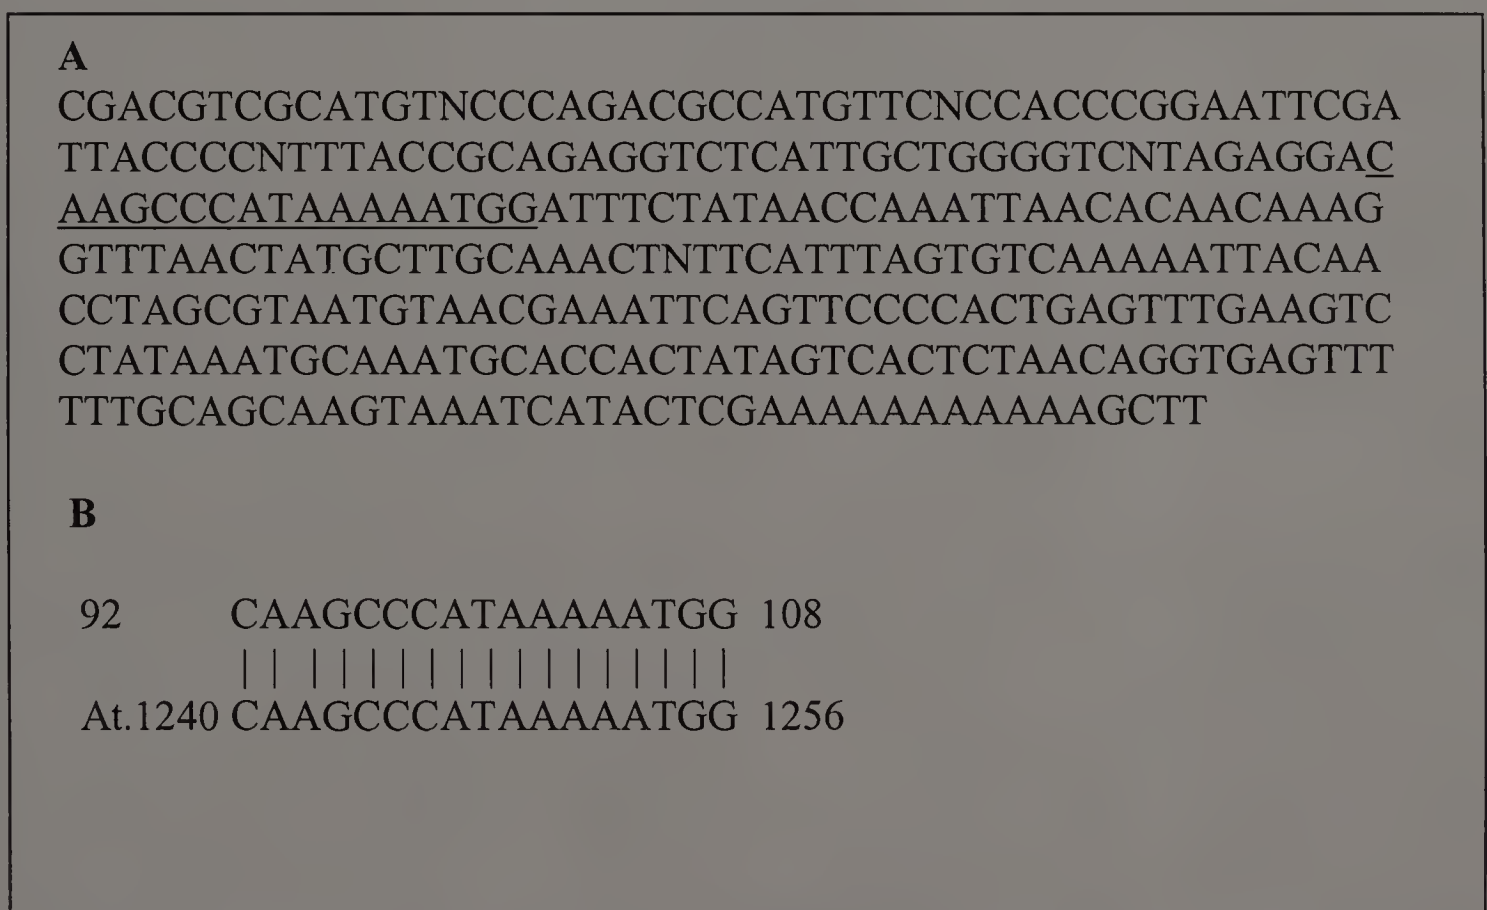 A
CGACGTCGCATGTNCCCAGACGCCATGTTCNCCACCCGGAATTCGA
TTACCCCNTTTACCGCAGAGGTCTCATTGCTGGGGTCNTAGAGGAC
AAGCCCATAAAAATGGATTTCTATAACCAAATTAACACAACAAAG
GTTTAACTATGCTTGCAAACTNTTCATTTAGTGTCAAAAATTACAA
CCTAGCGTAATGTAACGAAATTCAGTTCCCCACTGAGTTTGAAGTC
CTATAAATGCAAATGCACCACTATAGTCACTCTAACAGGTGAGTTT
TTTGCAGCAAGTAAATCATACTCGAAAAAAAAAAAGCTT
B
92 CAAGCCCATAAAAATGG 108
At.1240 CAAGCCCATAAAAATGG 1256